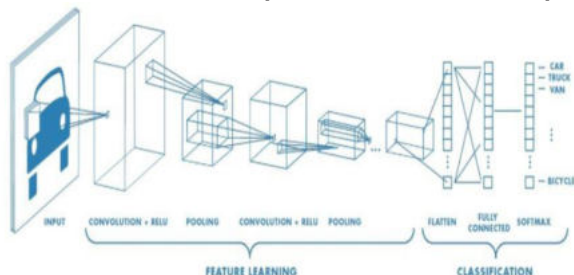 CAR
TRUCK
VAN
BICYCLE
INPUT CONVOLUTION + RELU POOLING CONVOLUTION + RELU POOLING FLATTEN FULLY CONNECTED SOFTMAX
FEATURE LEARNING CLASSIFICATION